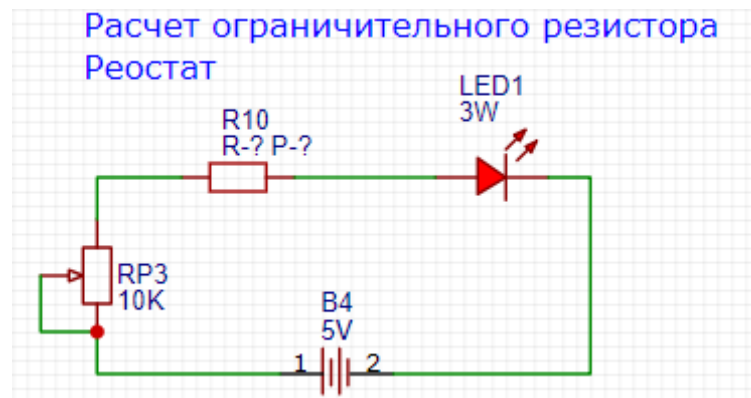 Расчет ограничительного резистора
Реостат
LED1
3W
R10
R-? P-?
RP3
10K
B4
5V
1 2